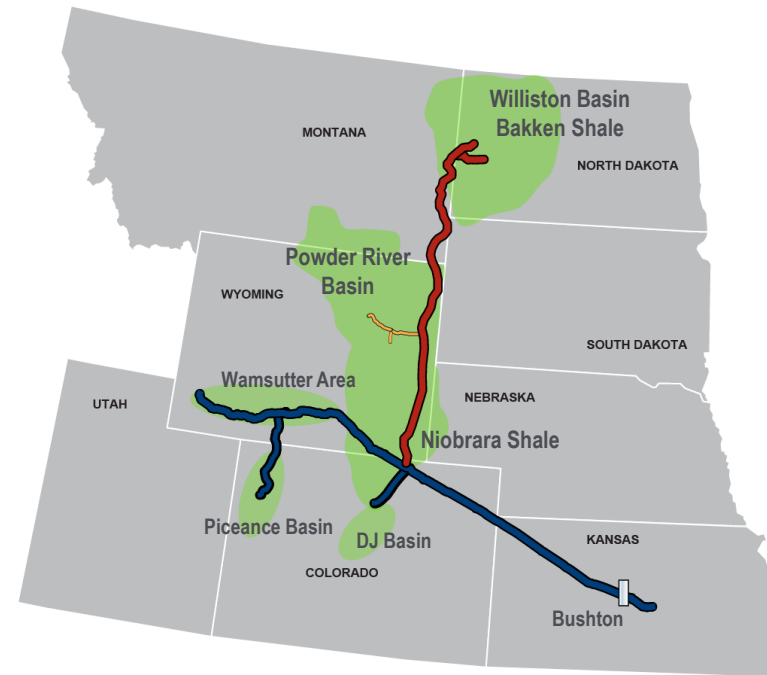 Williston Basin
Bakken Shale
MONTANA
NORTH DAKOTA
Powder River
Basin
WYOMING
SOUTH DAKOTA
Wamsutter Area
NEBRASKA
UTAH
Niobrara Shale
Piceance Basin
DJ Basin
KANSAS
COLORADO
Bushton